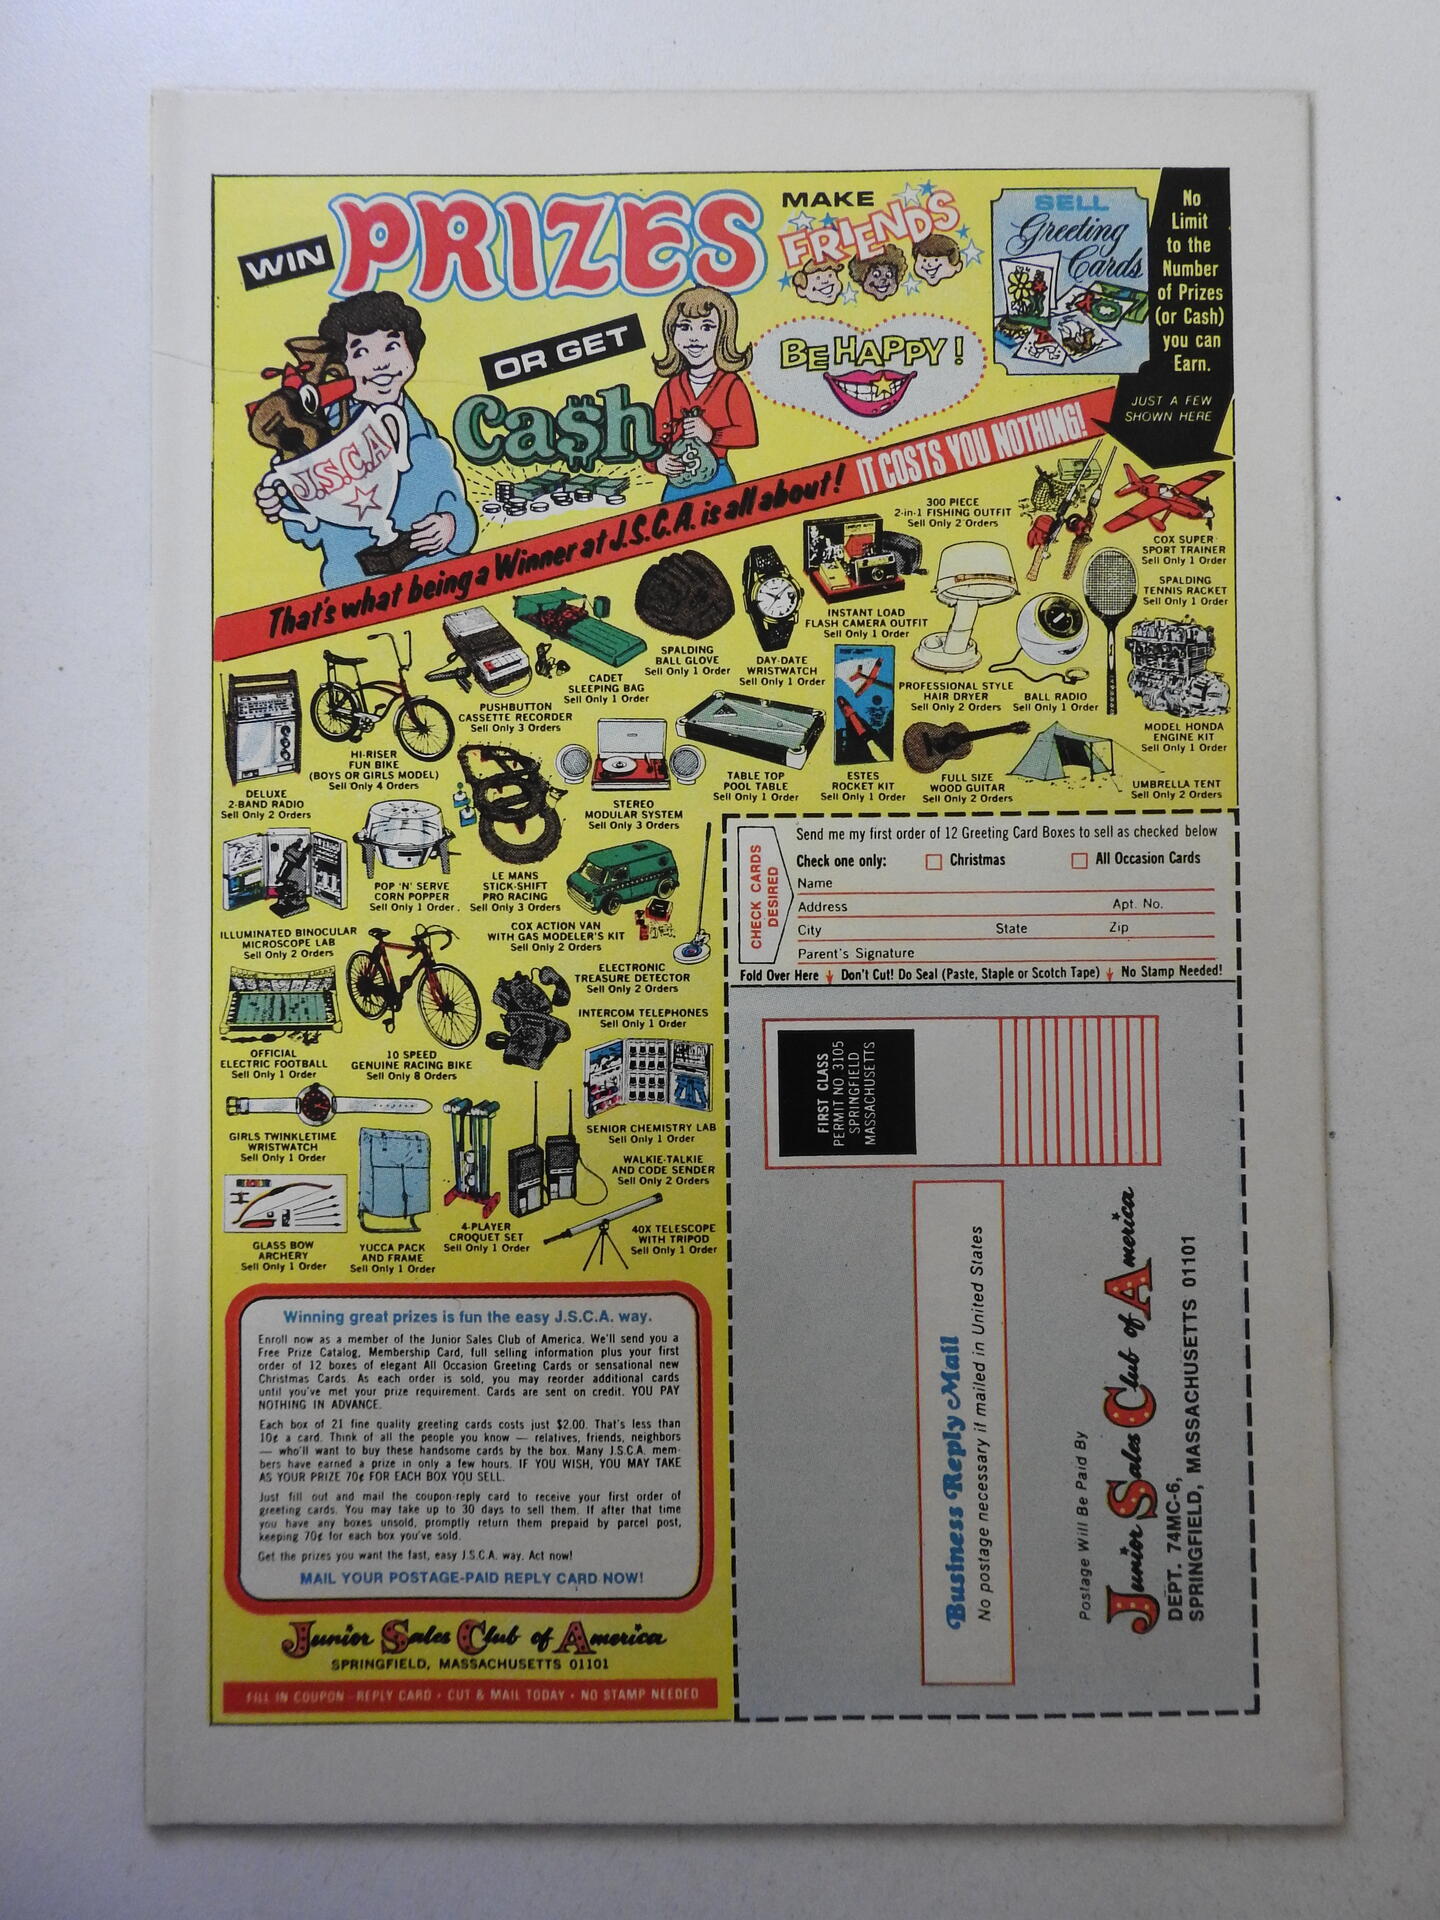 WIN PRIZES
MAKE
FRIENDS
SELL
Greeting
Cards
No
Limit
to the
Number
of Prizes
(or Cash)
you can
Earn.
JUST A FEW
SHOWN HERE
OR GET
Ca$h
BE HAPPY!
J.S.C.A
$
That's what being a Winner at J.S.C.A. is all about! IT COSTS YOU NOTHING!
300 PIECE
2-in-1 FISHING OUTFIT
Sell Only 2 Orders
COX SUPER
SPORT TRAINER
Sell Only 1 Order
SPALDING
TENNIS RACKET
Sell Only 1 Order
INSTANT LOAD
FLASH CAMERA OUTFIT
Sell Only 1 Order
SPALDING
BALL GLOVE
Sell Only 1 Order
DAY-DATE
WRISTWATCH
Sell Only 1 Order
CADET
SLEEPING BAG
Sell Only 1 Order
PROFESSIONAL STYLE
HAIR DRYER
Sell Only 2 Orders
BALL RADIO
Sell Only 1 Order
PUSHBUTTON
CASSETTE RECORDER
Sell Only 3 Orders
MODEL HONDA
ENGINE KIT
Sell Only 1 Order
HI-RISER
FUN BIKE
(BOYS OR GIRLS MODEL)
Sell Only 4 Orders
DELUXE
2-BAND RADIO
Sell Only 2 Orders
STEREO
MODULAR SYSTEM
Sell Only 3 Orders
TABLE TOP
POOL TABLE
Sell Only 1 Order
ESTES
ROCKET KIT
Sell Only 1 Order
FULL SIZE
WOOD GUITAR
Sell Only 2 Orders
UMBRELLA TENT
Sell Only 2 Orders
POP 'N' SERVE
CORN POPPER
Sell Only 1 Order.
LE MANS
STICK-SHIFT
PRO RACING
Sell Only 3 Orders
ILLUMINATED BINOCULAR
MICROSCOPE LAB
Sell Only 2 Orders
COX ACTION VAN
WITH GAS MODELER'S KIT
Sell Only 2 Orders
ELECTRONIC
TREASURE DETECTOR
Sell Only 2 Orders
INTERCOM TELEPHONES
Sell Only 1 Order
OFFICIAL
ELECTRIC FOOTBALL
Sell Only 1 Order
10 SPEED
GENUINE RACING BIKE
Sell Only 8 Orders
GIRLS TWINKLETIME
WRISTWATCH
Sell Only 1 Order
SENIOR CHEMISTRY LAB
Sell Only 1 Order
WALKIE-TALKIE
AND CODE SENDER
Sell Only 2 Orders
GLASS BOW
ARCHERY
Sell Only 1 Order
YUCCA PACK
AND FRAME
Sell Only 1 Order
4-PLAYER
CROQUET SET
Sell Only 1 Order
40X TELESCOPE
WITH TRIPOD
Sell Only 1 Order
Winning great prizes is fun the easy J.S.C.A. way.
Enroll now as a member of the Junior Sales Club of America. We'll send you a
Free Prize Catalog, Membership Card, full selling information plus your first
order of 12 boxes of elegant All Occasion Greeting Cards or sensational new
Christmas Cards. As each order is sold, you may reorder additional cards
until you've met your prize requirement. Cards are sent on credit. YOU PAY
NOTHING IN ADVANCE.
Each box of 21 fine quality greeting cards costs just $2.00. That's less than
10¢ a card. Think of all the people you know — relatives, friends, neighbors
— who'll want to buy these handsome cards by the box. Many J.S.C.A. mem-
bers have earned a prize in only a few hours. IF YOU WISH, YOU MAY TAKE
AS YOUR PRIZE 70¢ FOR EACH BOX YOU SELL.
Just fill out and mail the coupon-reply card to receive your first order of
greeting cards. You may take up to 30 days to sell them. If after that time
you have any boxes unsold, promptly return them prepaid by parcel post,
keeping 70¢ for each box you've sold.
Get the prizes you want the fast, easy J.S.C.A. way. Act now!
MAIL YOUR POSTAGE-PAID REPLY CARD NOW!
Junior Sales Club of America
SPRINGFIELD, MASSACHUSETTS 01101
FILL IN COUPON - REPLY CARD • CUT & MAIL TODAY • NO STAMP NEEDED
CHECK CARDS
DESIRED
Send me my first order of 12 Greeting Card Boxes to sell as checked below
Check one only: Christmas All Occasion Cards
Name
Address Apt. No.
City State Zip
Parent's Signature
Fold Over Here Don't Cut! Do Seal (Paste, Staple or Scotch Tape) No Stamp Needed!
FIRST CLASS
PERMIT NO 3105
SPRINGFIELD
MASSACHUSETTS
Business Reply Mail
No postage necessary if mailed in United States
Postage Will Be Paid By
Junior Sales Club of America
DEPT. 74MC-6,
SPRINGFIELD, MASSACHUSETTS 01101